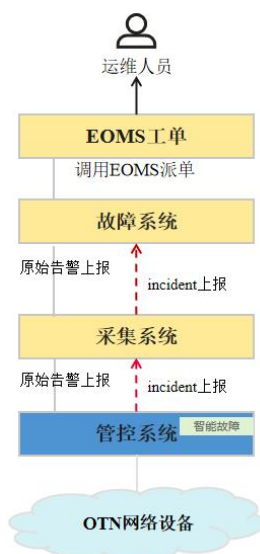 运维人员
EOMS工单
调用EOMS派单
故障系统
原始告警上报
incident上报
采集系统
原始告警上报
incident上报
智能故障
管控系统
OTN网络设备